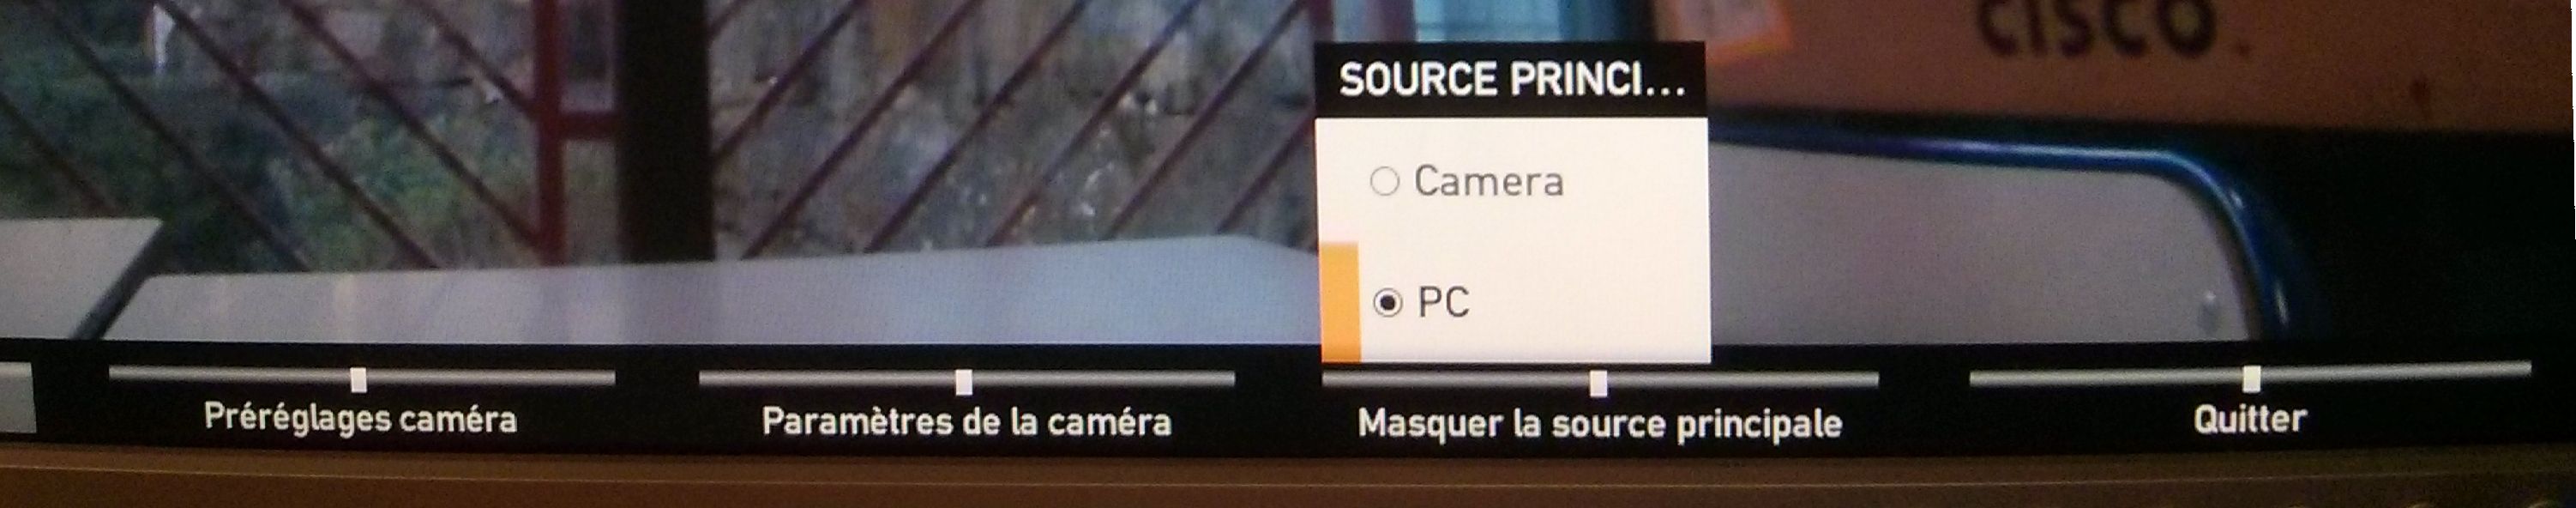 CISCO
SOURCE PRINCI...
Camera
PC
Préréglages caméra
Paramètres de la caméra
Masquer la source principale
Quitter